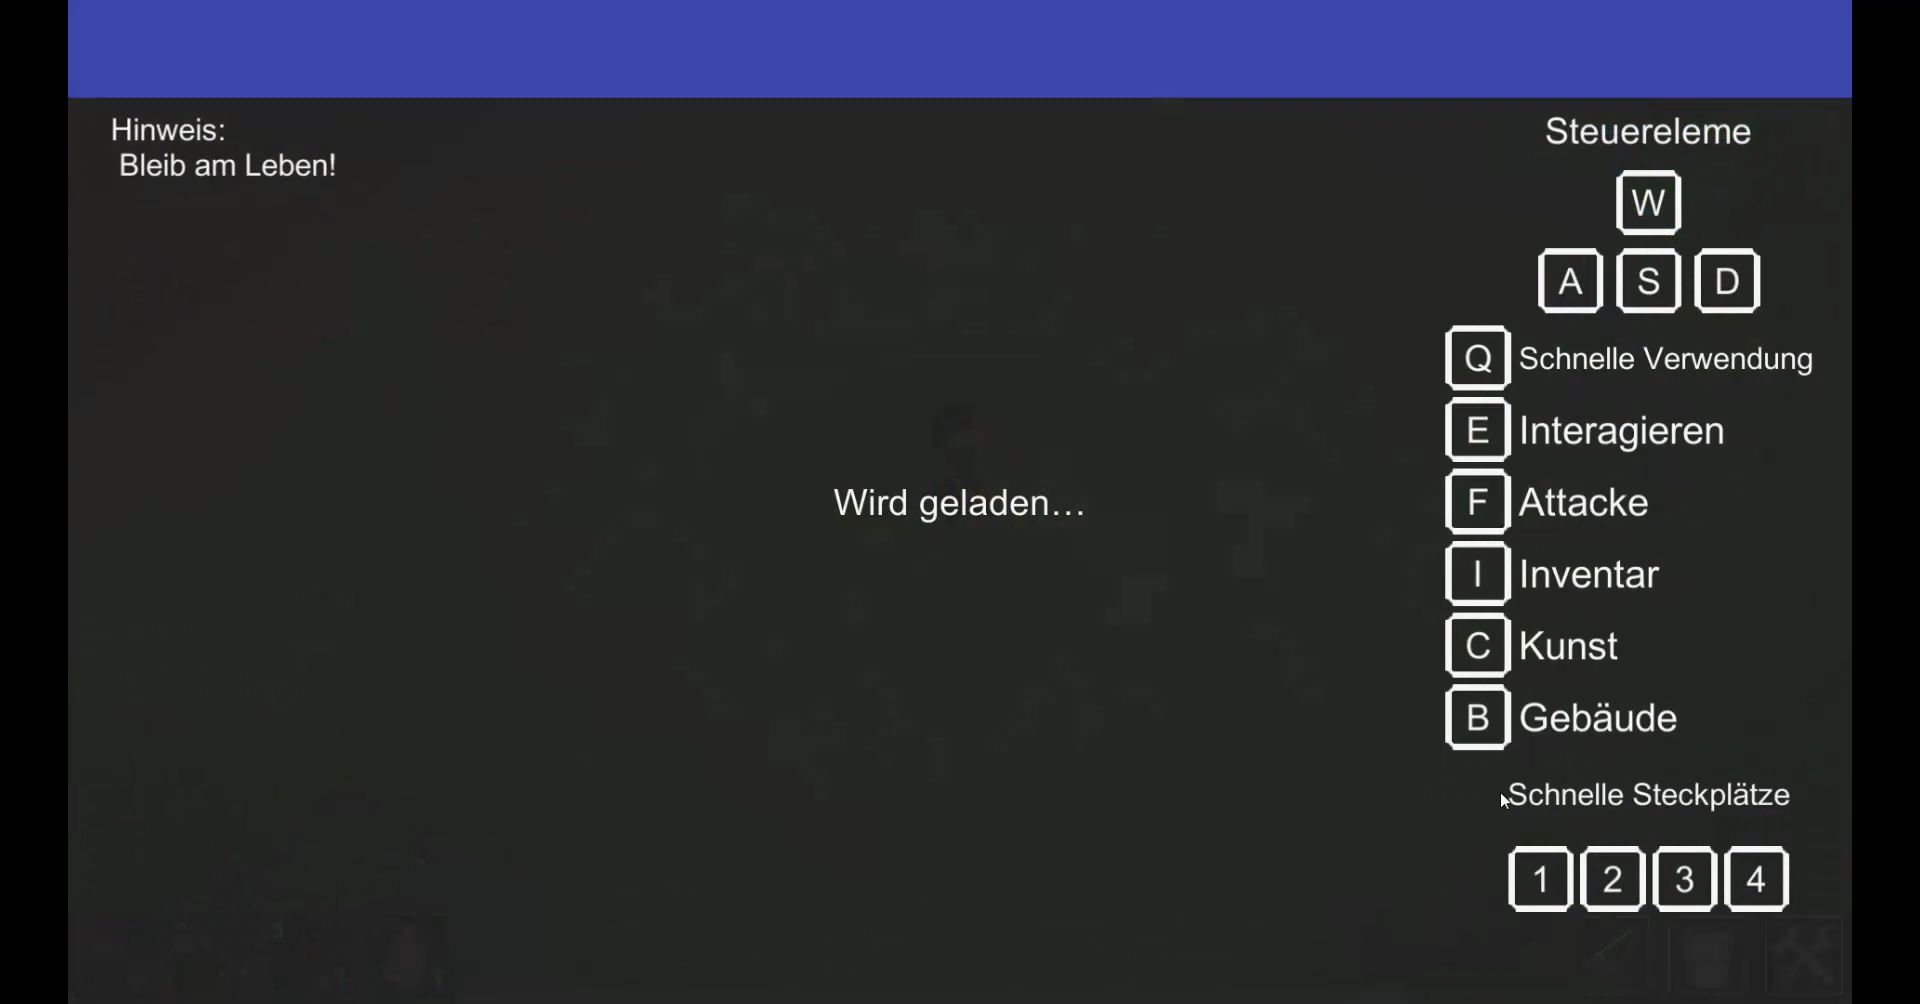 Hinweis:
Bleib am Leben!
Steuereleme
W
A S D
Q Schnelle Verwendung
E Interagieren
Wird geladen...
F Attacke
I Inventar
C Kunst
B Gebäude
Schnelle Steckplätze
1 2 3 4